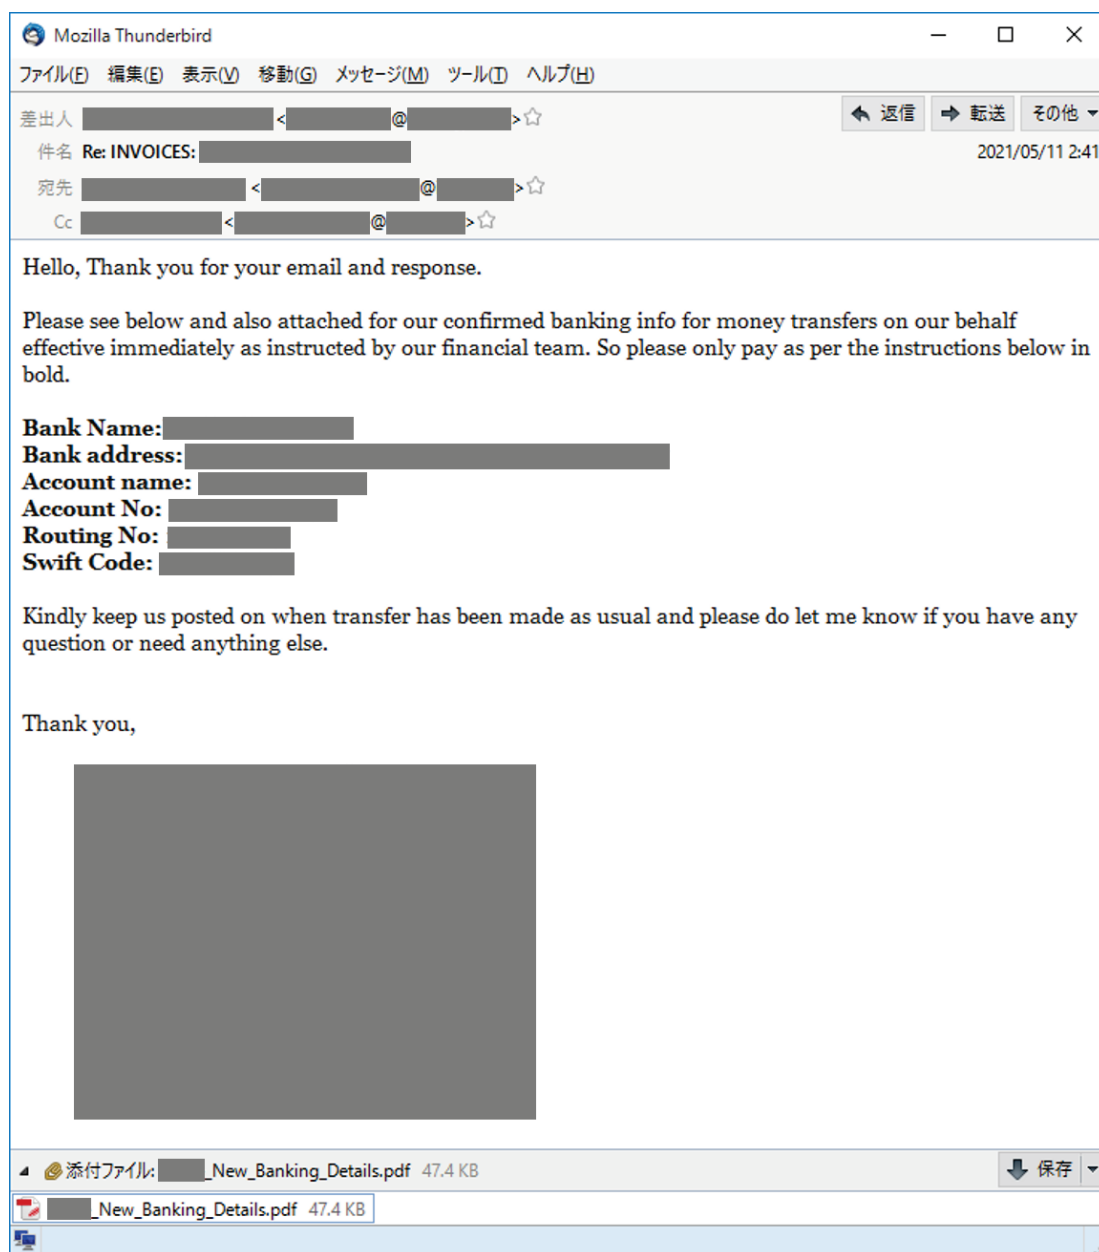 Mozilla Thunderbird
ファイル(F) 編集(E) 表示(V) 移動(G) メッセージ(M) ツール(T) ヘルプ(H)
差出人 < @ > 返信 転送 その他
件名 Re: INVOICES: 2021/05/11 2:41
宛先 < @ >
Cc < @ >
Hello, Thank you for your email and response.
Please see below and also attached for our confirmed banking info for money transfers on our behalf
effective immediately as instructed by our financial team. So please only pay as per the instructions below in
bold.
Bank Name:
Bank address:
Account name:
Account No:
Routing No:
Swift Code:
Kindly keep us posted on when transfer has been made as usual and please do let me know if you have any
question or need anything else.
Thank you,
添付ファイル: _New_Banking_Details.pdf 47.4 KB 保存
_New_Banking_Details.pdf 47.4 KB